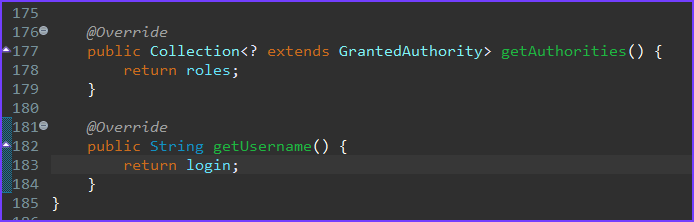 175
176 @Override
177 public Collection<? extends GrantedAuthority> getAuthorities() {
178 return roles;
179 }
180
181 @Override
182 public String getUsername() {
183 return login;
184 }
185 }